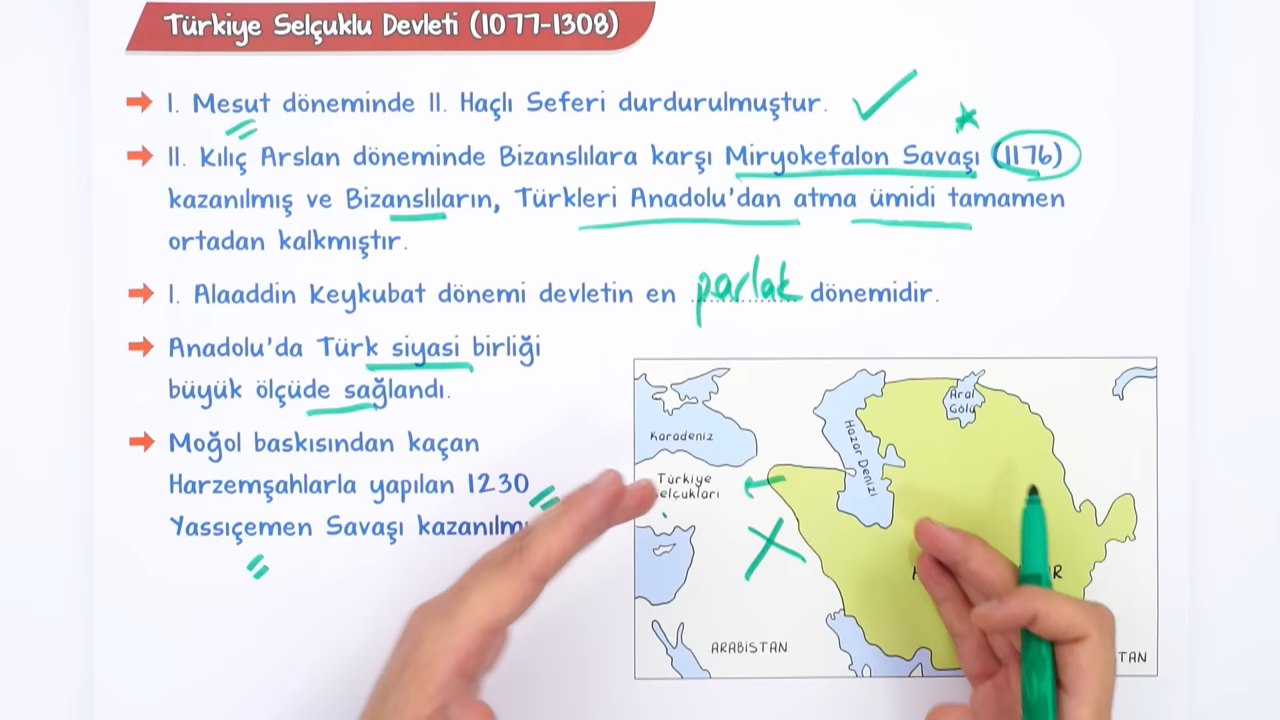 Türkiye Selçuklu Devleti (1077-1308)
I. Mesut döneminde II. Haçlı Seferi durdurulmuştur.
II. Kılıç Arslan döneminde Bizanslılara karşı Miryokefalon Savaşı (1176)
kazanılmış ve Bizanslıların, Türkleri Anadolu'dan atma ümidi tamamen
ortadan kalkmıştır.
I. Alaaddin Keykubat dönemi devletin en parlak dönemidir.
Anadolu'da Türk siyasi birliği
büyük ölçüde sağlandı.
Moğol baskısından kaçan
Harzemşahlarla yapılan 1230
Yassıçemen Savaşı
Karadeniz
Türkiye
Hazar Denizi
Aral
Gölü
ARABİSTAN